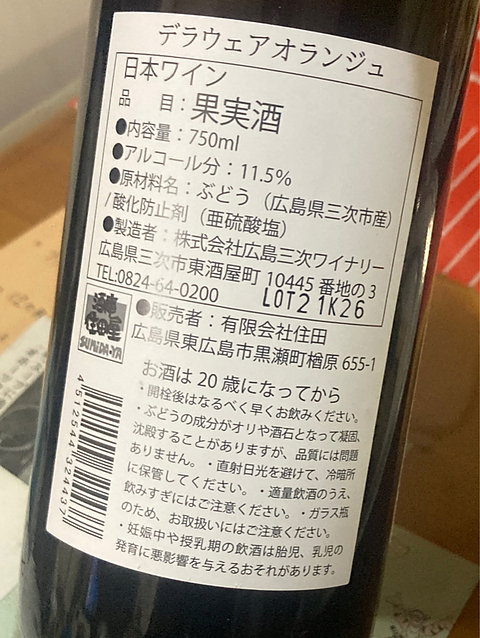 デラウェアオランジュ
日本ワイン
品 目：果実酒
●内容量：750ml
●アルコール分：11.5%
●原材料名：ぶどう（広島県三次市産）
/酸化防止剤（亜硫酸塩）
●製造者：株式会社広島三次ワイナリー
広島県三次市東酒屋町 10445 番地の 3
TEL:0824-64-0200 LOT21K26
●販売者：有限会社住田
広島県東広島市黒瀬町楢原 655-1
酒滝
住田屋
SUMIDA-YA
お酒は 20 歳になってから
・開栓後はなるべく早くお飲みください。
・ぶどうの成分がオリや酒石となって凝固、
沈殿することがありますが、品質には問題
ありません。・直射日光を避けて、冷暗所
に保管してください。・適量飲酒のうえ、
飲みすぎにはご注意ください。・ガラス瓶
のため、お取扱いにはご注意ください。
・妊娠中や授乳期の飲酒は胎児、乳児の
発育に悪影響を与えるおそれがあります。
4512544324437